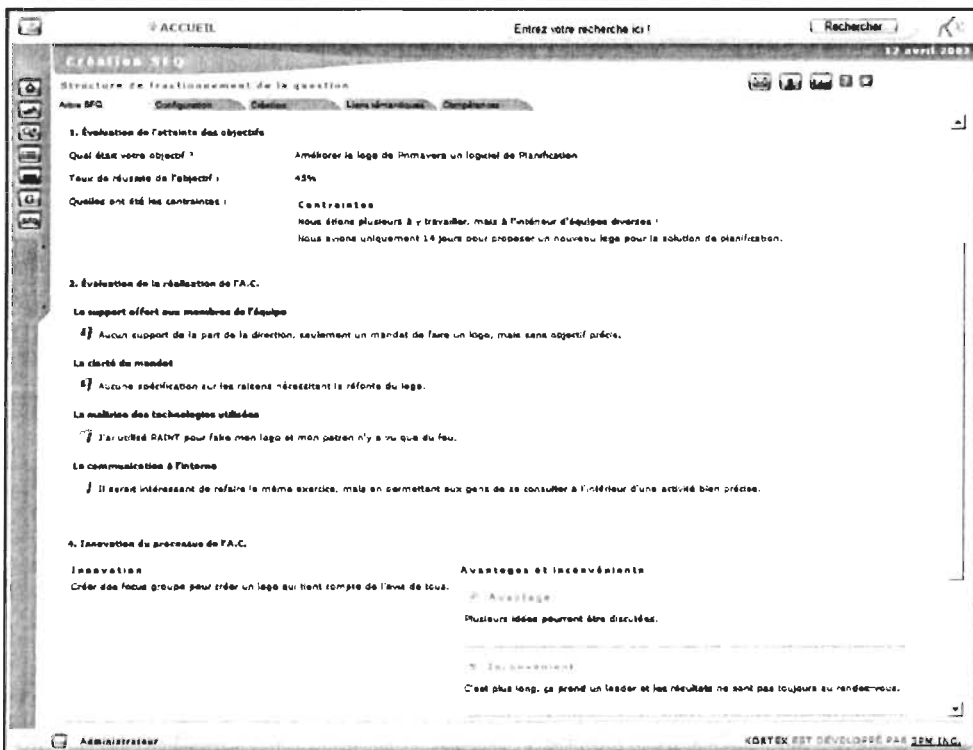 ACCUEIL
Entrez votre recherche ici !
Rechercher
17 avril 2003
Création SFQ
Structure de fractionnement de la question
Arbre SFQ
Configuration
Création
Liens sémantiques
Compétences
1. Évaluation de l'atteinte des objectifs
Quel était votre objectif ?
Améliorer le logo de Primavera un logiciel de Planification
Taux de réussite de l'objectif :
45%
Quelles ont été les contraintes :
Contraintes
Nous étions plusieurs à y travailler, mais à l'intérieur d'équipes diverses !
Nous avions uniquement 14 jours pour proposer un nouveau logo pour la solution de planification.
2. Évaluation de la réalisation de l'A.C.
Le support offert aux membres de l'équipe
Aucun support de la part de la direction, seulement un mandat de faire un logo, mais sans objectif précis.
La clarté du mandat
Aucune spécification sur les raisons nécessitant la réfonte du logo.
La maîtrise des technologies utilisées
J'ai utilisé PAINT pour faire mon logo et mon patron n'y a vu que du feu.
La communication à l'interne
Il serait intéressant de refaire le même exercice, mais en permettant aux gens de se consulter à l'intérieur d'une activité bien précise.
4. Innovation du processus de l'A.C.
Innovation
Créer des focus groupe pour créer un logo qui tient compte de l'avis de tous.
Avantages et inconvénients
Avantage
Plusieurs idées pourront être discutées.
Inconvénient
C'est plus long, ça prend un leader et les résultats ne sont pas toujours au rendez-vous.
Administrateur
KORTEX EST DÉVELOPPÉ PAR JPM INC.